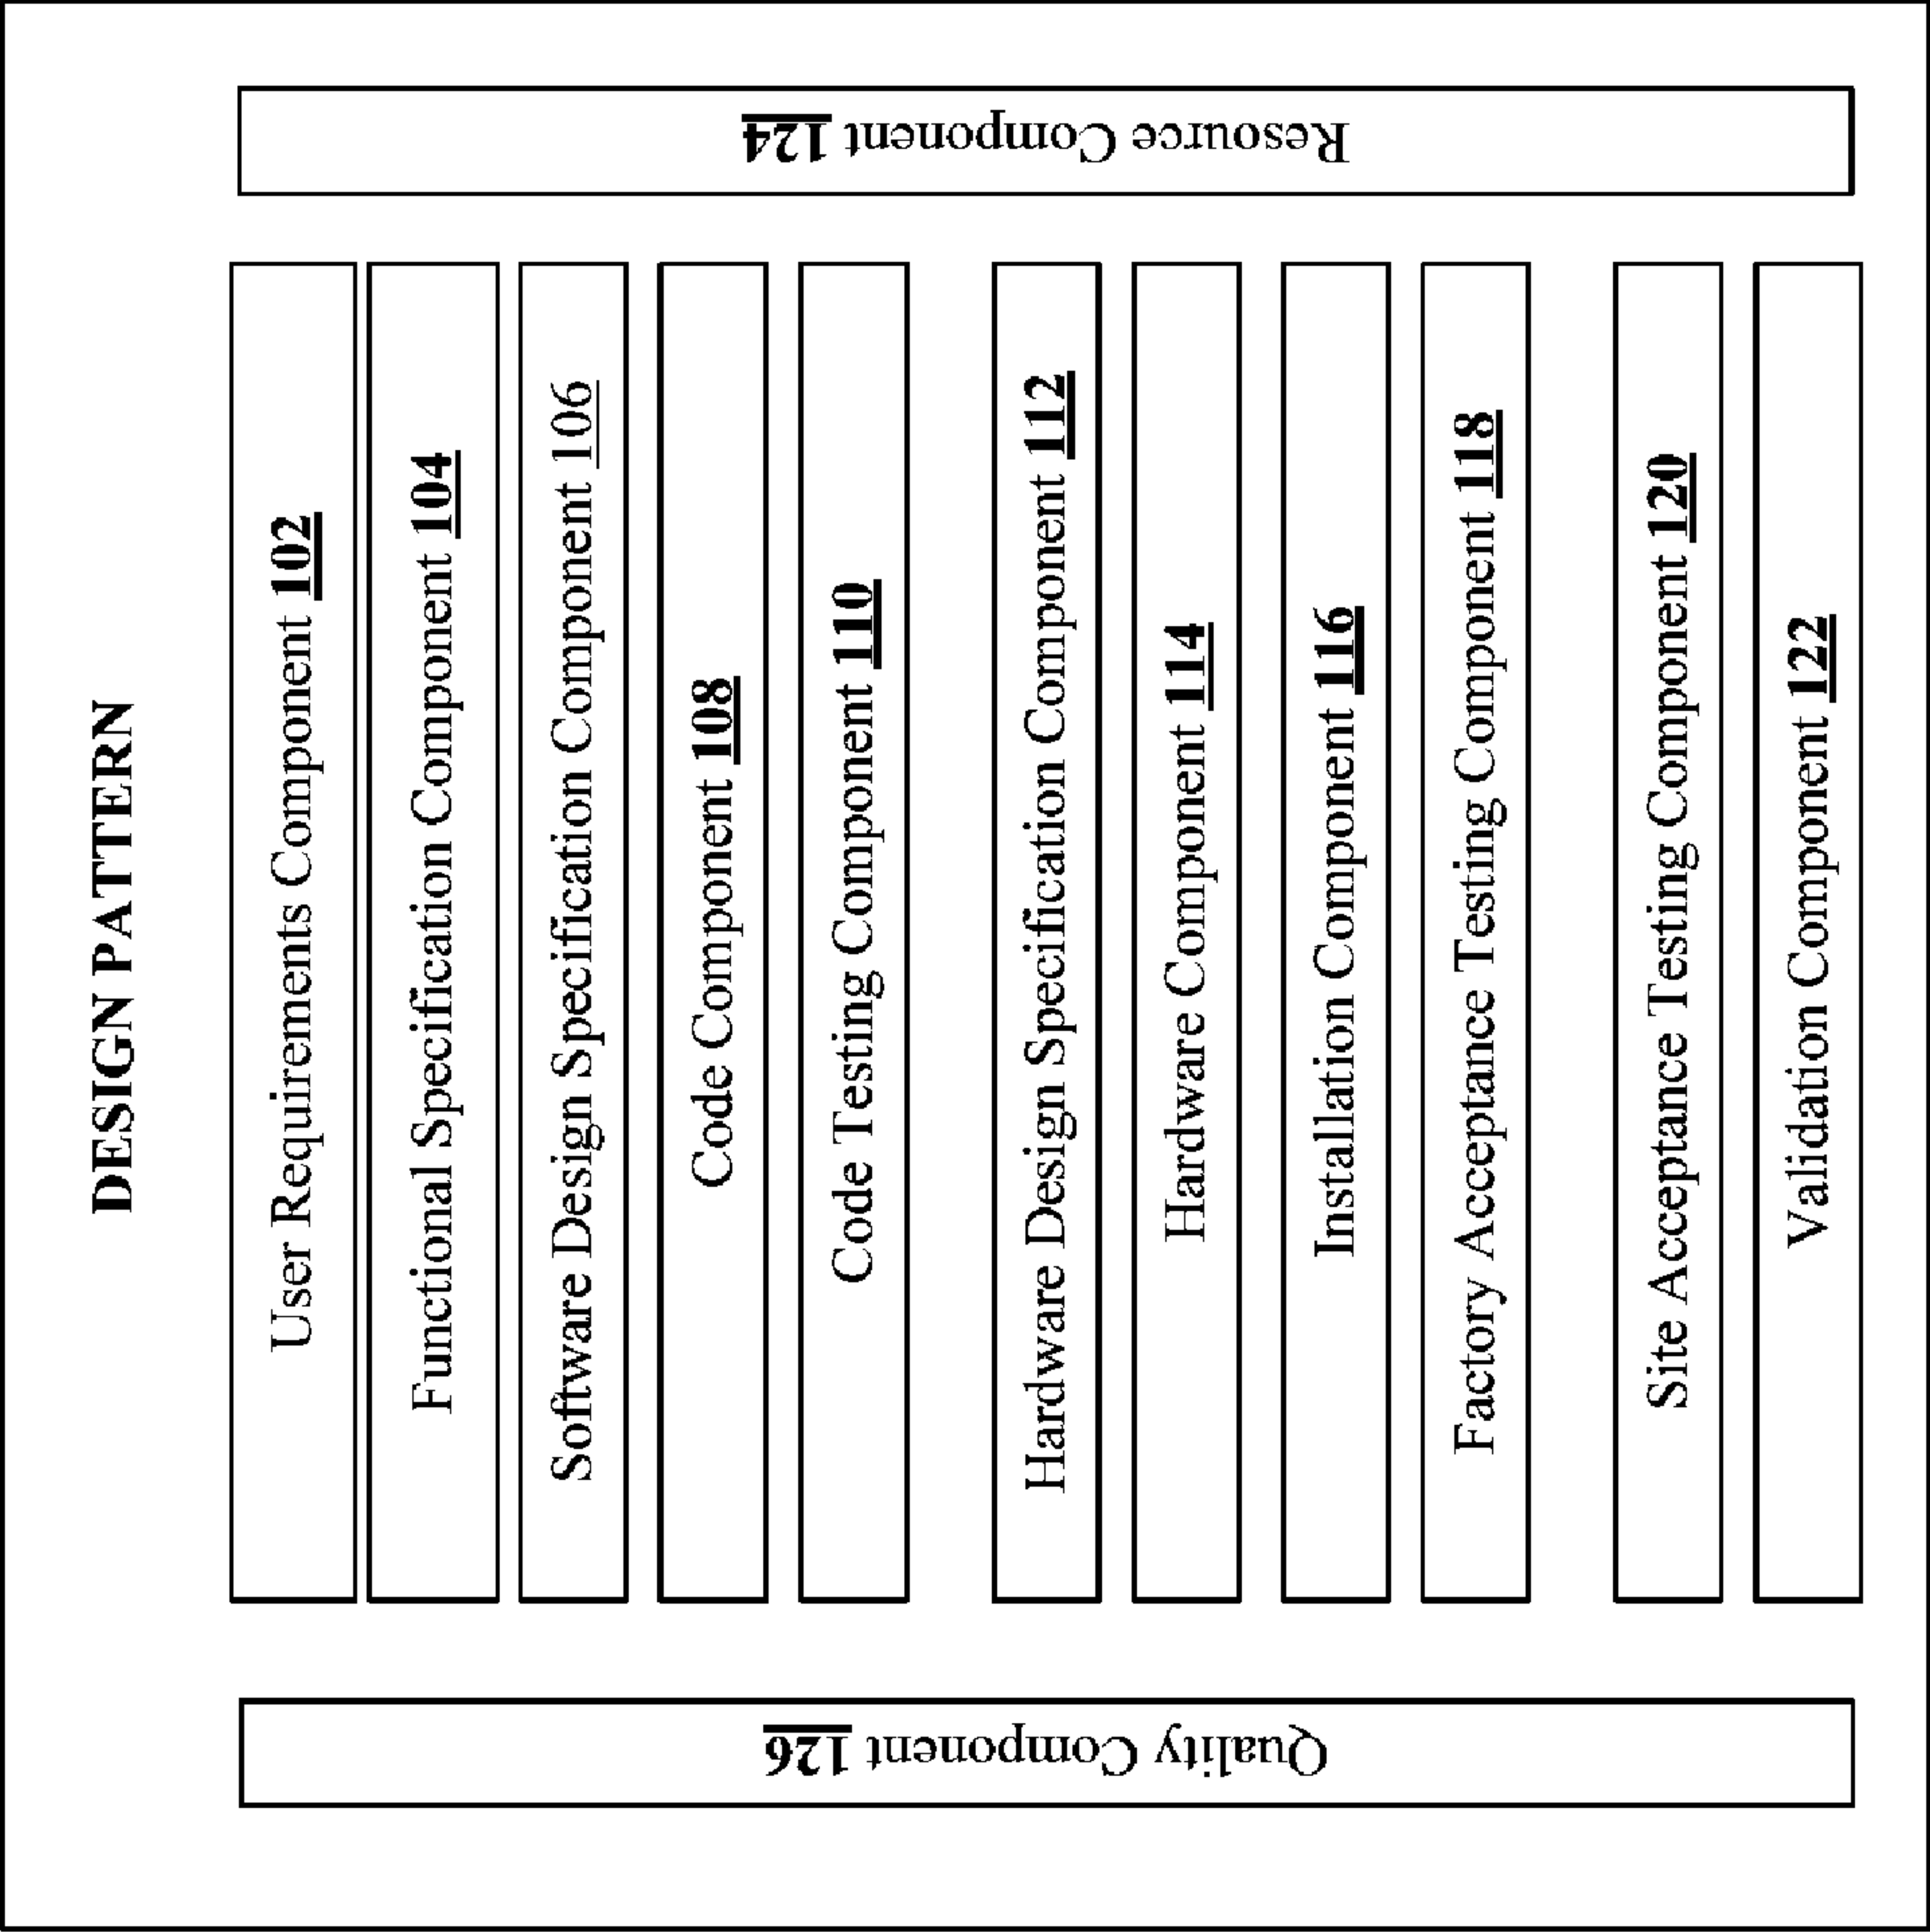 DESIGN PATTERN
User Requirements Component 102
Functional Specification Component 104
Software Design Specification Component 106
Code Component 108
Code Testing Component 110
Hardware Design Specification Component 112
Hardware Component 114
Installation Component 116
Factory Acceptance Testing Component 118
Site Acceptance Testing Component 120
Validation Component 122
Quality Component 126
Resource Component 124